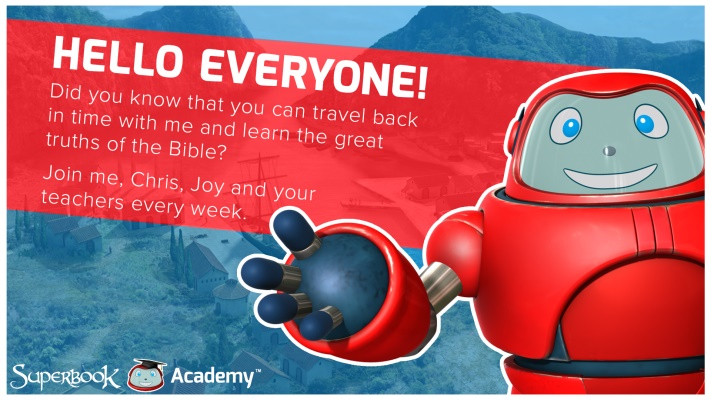 HELLO EVERYONE!
Did you know that you can travel back
in time with me and learn the great
truths of the Bible?
Join me, Chris, Joy and your
teachers every week.
SUPERBOOK Academy™